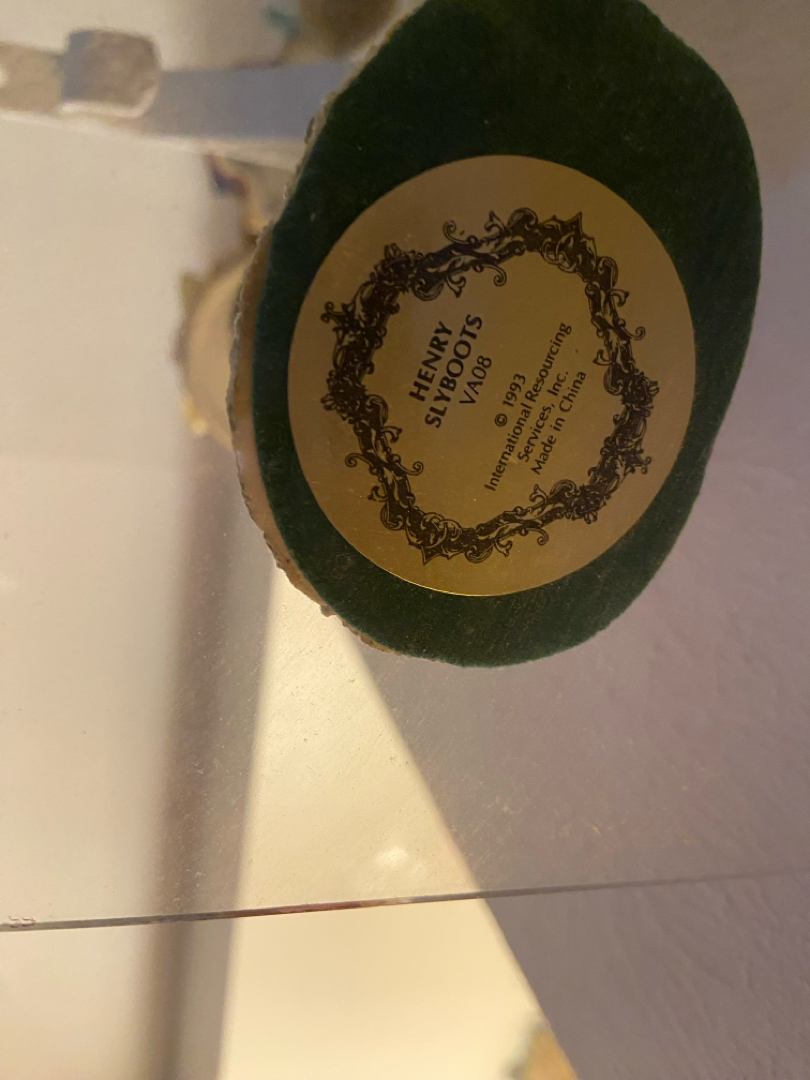 HENRY
SLYBOOTS
VA08
© 1993
International Resourcing
Services, Inc.
Made in China